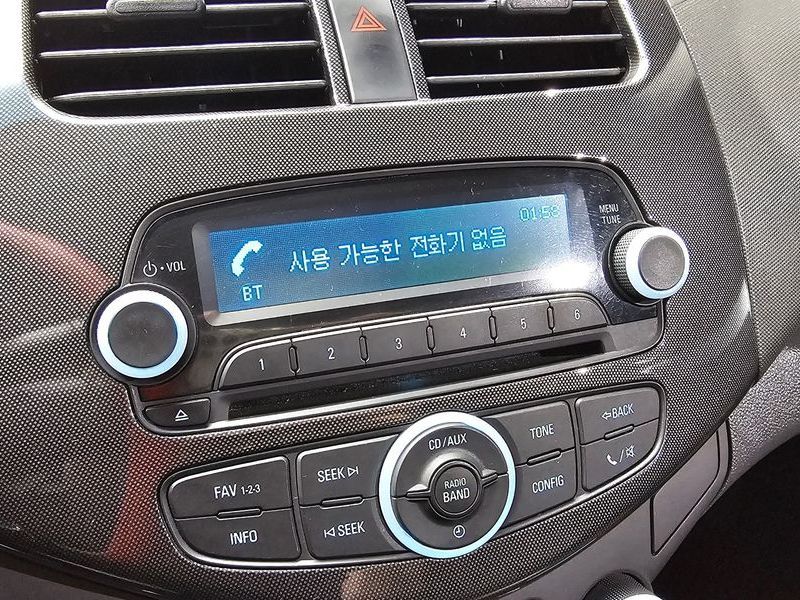 01:58
MENU
TUNE
사용 가능한 전화기 없음
VOL
BT
1 2 3 4 5 6
CD/AUX
TONE
BACK
SEEK
RADIO
BAND
FAV 1-2-3
CONFIG
INFO
SEEK